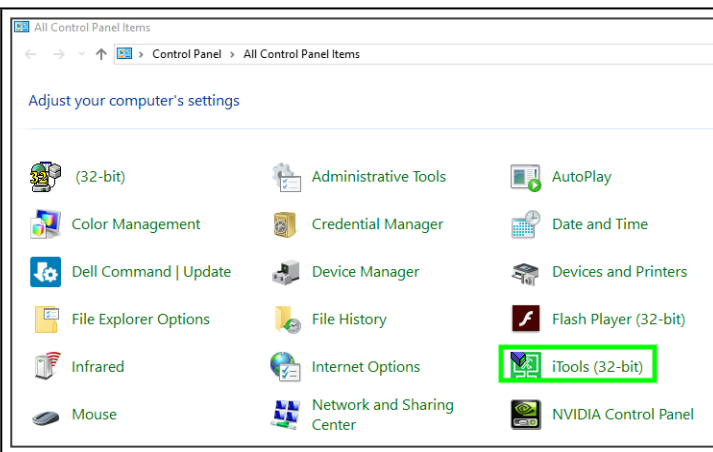 All Control Panel Items
Control Panel > All Control Panel Items
Adjust your computer's settings
32
(32-bit)
Administrative Tools
AutoPlay
Color Management
Credential Manager
Date and Time
Dell Command | Update
Device Manager
Devices and Printers
File Explorer Options
File History
Flash Player (32-bit)
Infrared
Internet Options
iTools (32-bit)
Mouse
Network and Sharing
Center
NVIDIA Control Panel